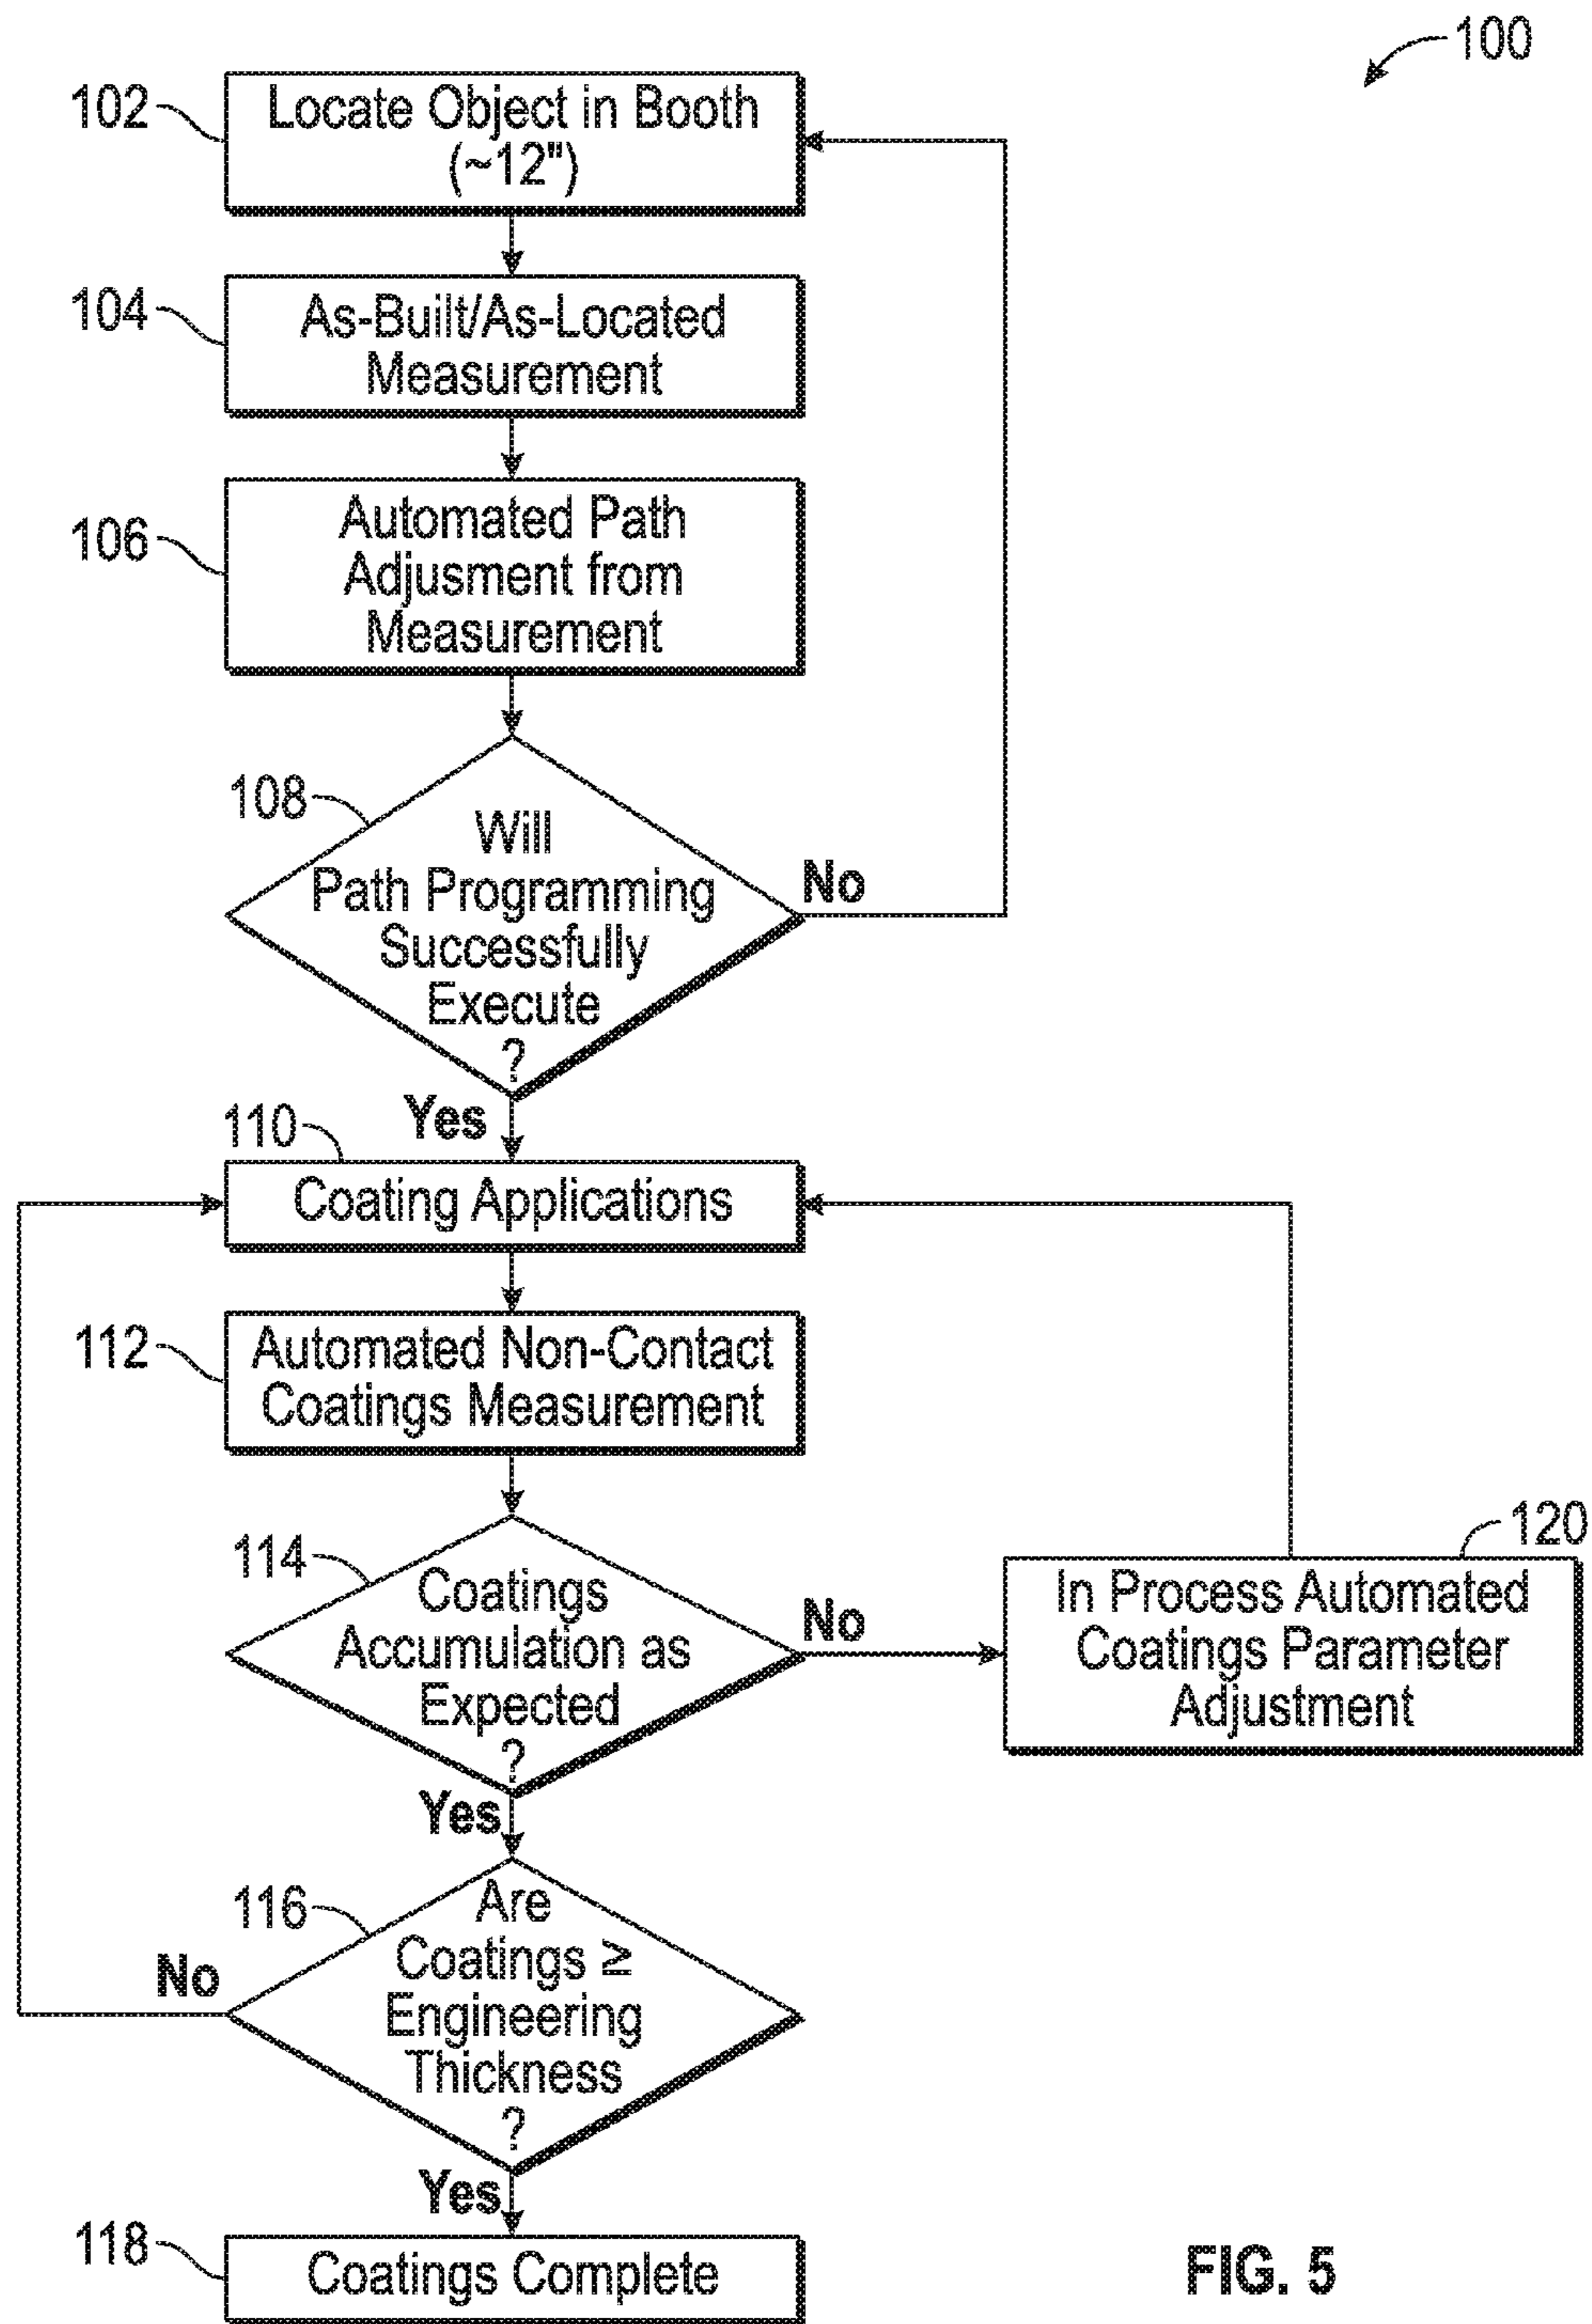 100
102
Locate Object in Booth
(~12")
104
As-Built/As-Located
Measurement
106
Automated Path
Adjusment from
Measurement
108
Will
Path Programming
Successfully
Execute
?
No
Yes
110
Coating Applications
112
Automated Non-Contact
Coatings Measurement
114
Coatings
Accumulation as
Expected
?
No
120
In Process Automated
Coatings Parameter
Adjustment
Yes
116
Are
Coatings ≥
Engineering
Thickness
?
No
Yes
118
Coatings Complete
FIG. 5